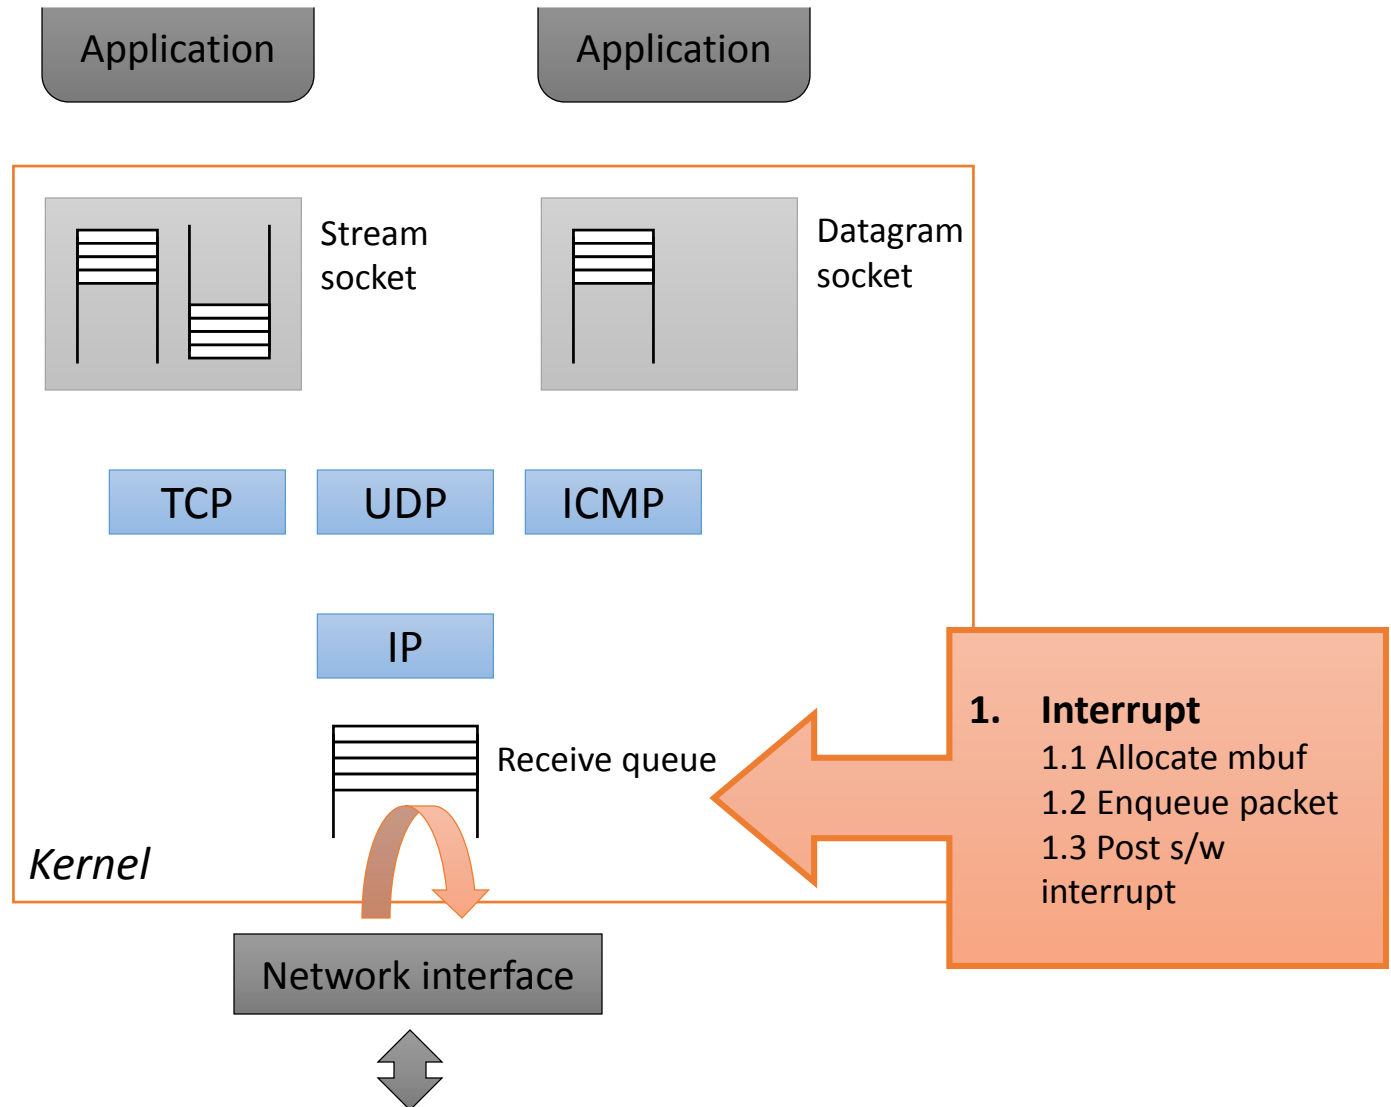 Application
Application
Stream
socket
Datagram
socket
TCP
UDP
ICMP
IP
Receive queue
Kernel
1. Interrupt
1.1 Allocate mbuf
1.2 Enqueue packet
1.3 Post s/w
interrupt
Network interface